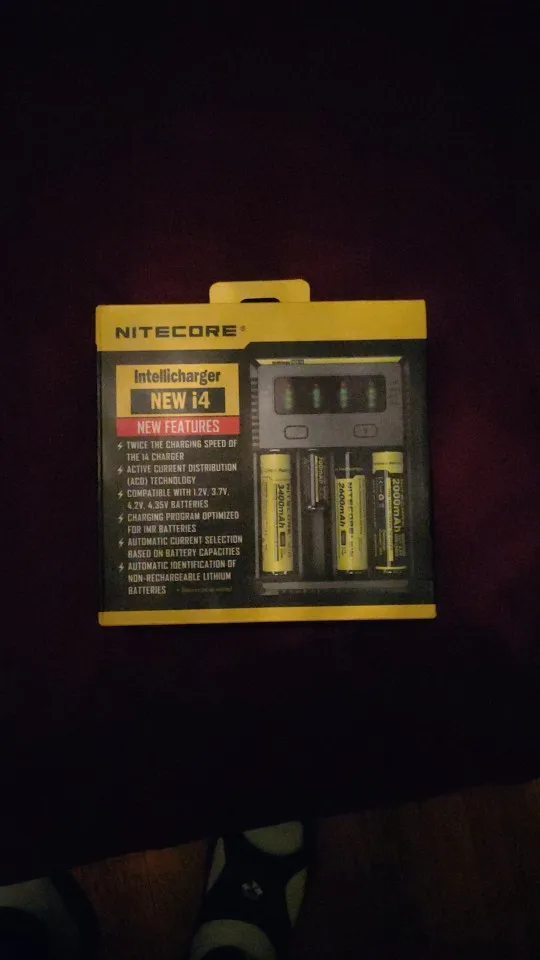 NITECORE®
Intellicharger
NEW i4
NEW FEATURES
TWICE THE CHARGING SPEED OF
THE I4 CHARGER
ACTIVE CURRENT DISTRIBUTION
(ACD) TECHNOLOGY
COMPATIBLE WITH 1.2V, 3.7V,
4.2V, 4.35V BATTERIES
CHARGING PROGRAM OPTIMIZED
FOR IMR BATTERIES
AUTOMATIC CURRENT SELECTION
BASED ON BATTERY CAPACITIES
AUTOMATIC IDENTIFICATION OF
NON-RECHARGEABLE LITHIUM
BATTERIES
3400mAh
NITECORE
2600mAh
2000mAh